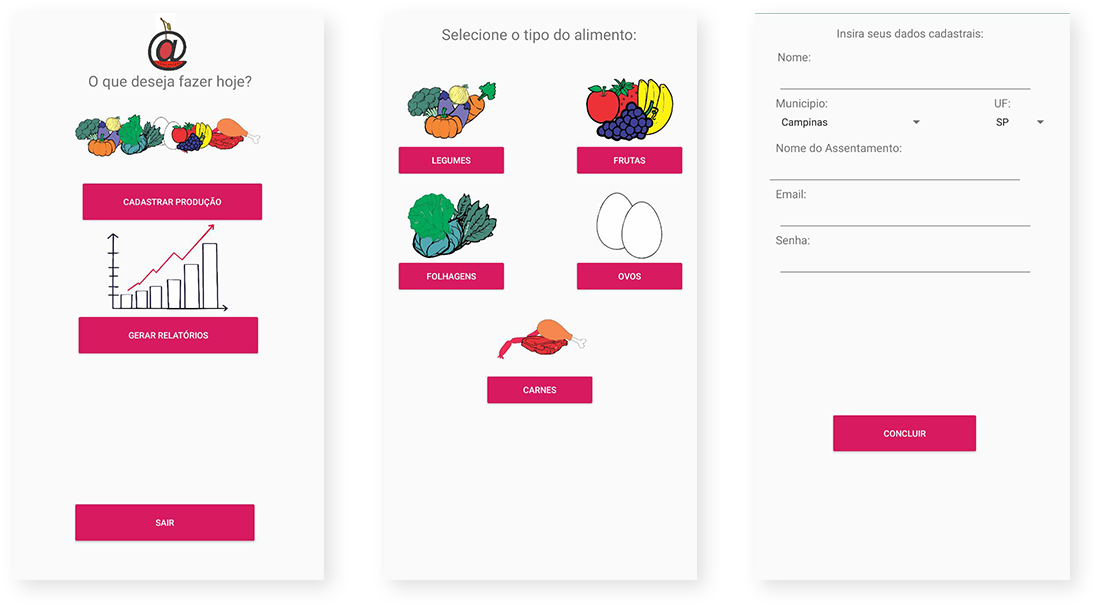 @
O que deseja fazer hoje?
CADASTRAR PRODUÇÃO
GERAR RELATÓRIOS
SAIR
Selecione o tipo do alimento:
LEGUMES
FRUTAS
FOLHAGENS
OVOS
CARNES
Insira seus dados cadastrais:
Nome:
Municipio: UF:
Campinas SP
Nome do Assentamento:
Email:
Senha:
CONCLUIR